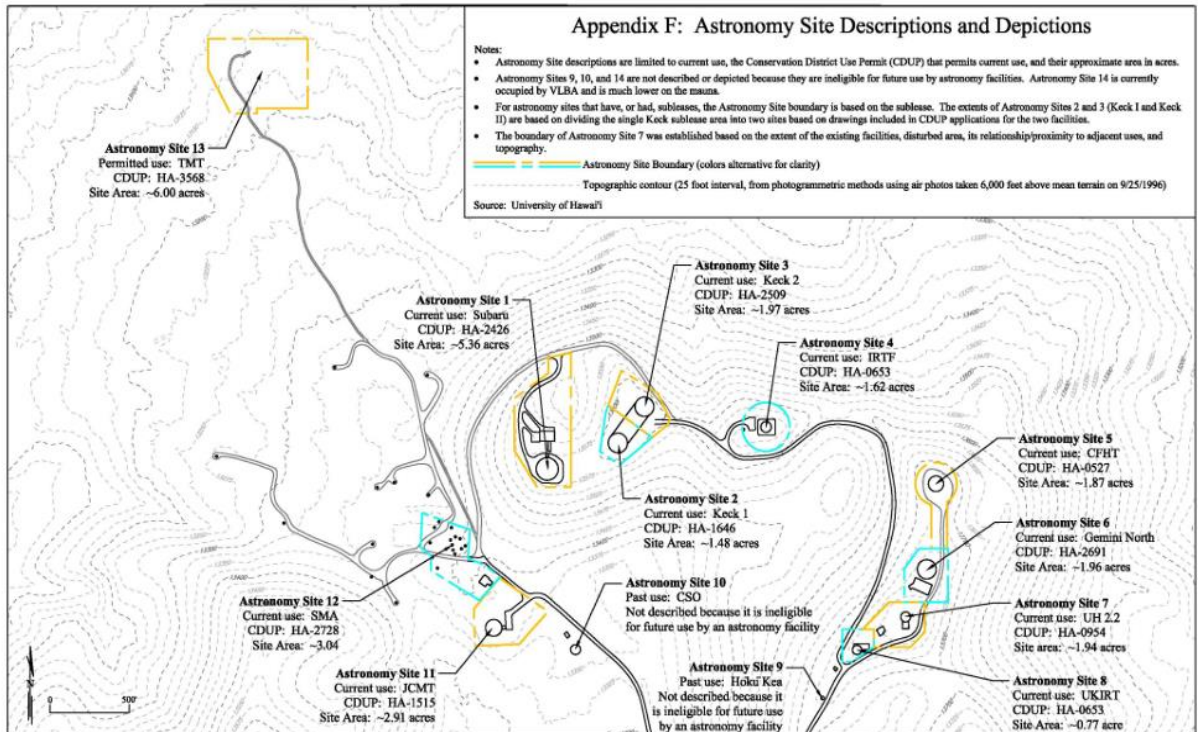 Appendix F: Astronomy Site Descriptions and Depictions
Notes:
• Astronomy Site descriptions are limited to current use, the Conservation District Use Permit (CDUP) that permits current use, and their approximate area in acres.
• Astronomy Sites 9, 10, and 14 are not described or depicted because they are ineligible for future use by astronomy facilities. Astronomy Site 14 is currently
occupied by VLBA and is much lower on the mauna.
• For astronomy sites that have, or had, subleases, the Astronomy Site boundary is based on the sublease. The extents of Astronomy Sites 2 and 3 (Keck I and Keck
II) are based on dividing the single Keck sublease area into two sites based on drawings included in CDUP applications for the two facilities.
• The boundary of Astronomy Site 7 was established based on the extent of the existing facilities, disturbed area, its relationship/proximity to adjacent uses, and
topography.
Astronomy Site Boundary (colors alternative for clarity)
Topographic contour (25 foot interval, from photogrammetric methods using air photos taken 6,000 feet above mean terrain on 9/25/1996)
Source: University of Hawai'i
Astronomy Site 13
Permitted use: TMT
CDUP: HA-3568
Site Area: ~6.00 acres
Astronomy Site 1
Current use: Subaru
CDUP: HA-2426
Site Area: ~5.36 acres
Astronomy Site 3
Current use: Keck 2
CDUP: HA-2509
Site Area: ~1.97 acres
Astronomy Site 4
Current use: IRTF
CDUP: HA-0653
Site Area: ~1.62 acres
Astronomy Site 2
Current use: Keck 1
CDUP: HA-1646
Site Area: ~1.48 acres
Astronomy Site 5
Current use: CFHT
CDUP: HA-0527
Site Area: ~1.87 acres
Astronomy Site 6
Current use: Gemini North
CDUP: HA-2691
Site Area: ~1.96 acres
Astronomy Site 10
Past use: CSO
Not described because it is ineligible
for future use by an astronomy facility
Astronomy Site 12
Current use: SMA
CDUP: HA-2728
Site Area: ~3.04
Astronomy Site 7
Current use: UH 2.2
CDUP: HA-0954
Site area: ~1.94 acres
Astronomy Site 11
Current use: JCMT
CDUP: HA-1515
Site Area: ~2.91 acres
Astronomy Site 9
Past use: Hoku Kea
Not described because it
is ineligible for future use
by an astronomy facility
Astronomy Site 8
Current use: UKIRT
CDUP: HA-0653
Site Area: ~0.77 acre
N
0 500'